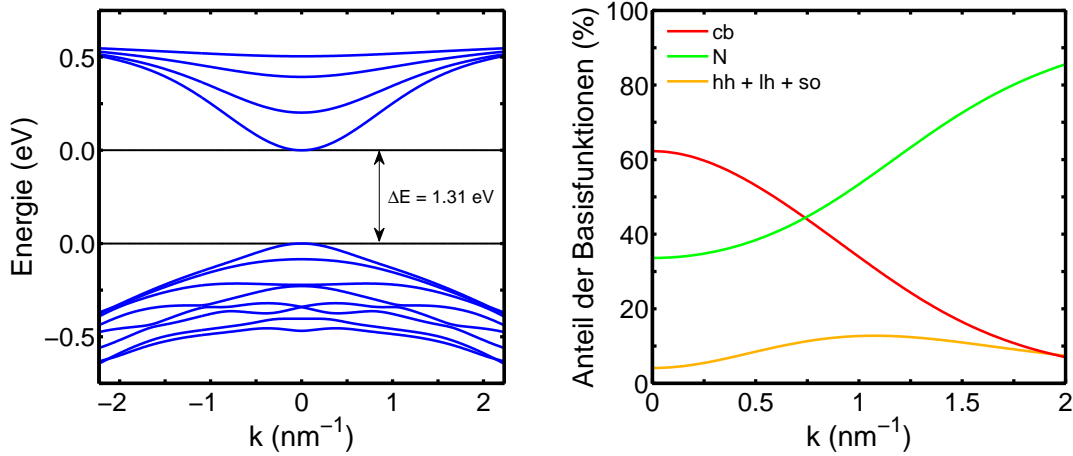 Energie (eV)
0.5
0.0
0.0
−0.5
ΔE = 1.31 eV
−2 −1 0 1 2
k (nm⁻¹)
Anteil der Basisfunktionen (%)
100
80
60
40
20
0
cb
N
hh + lh + so
0 0.5 1 1.5 2
k (nm⁻¹)